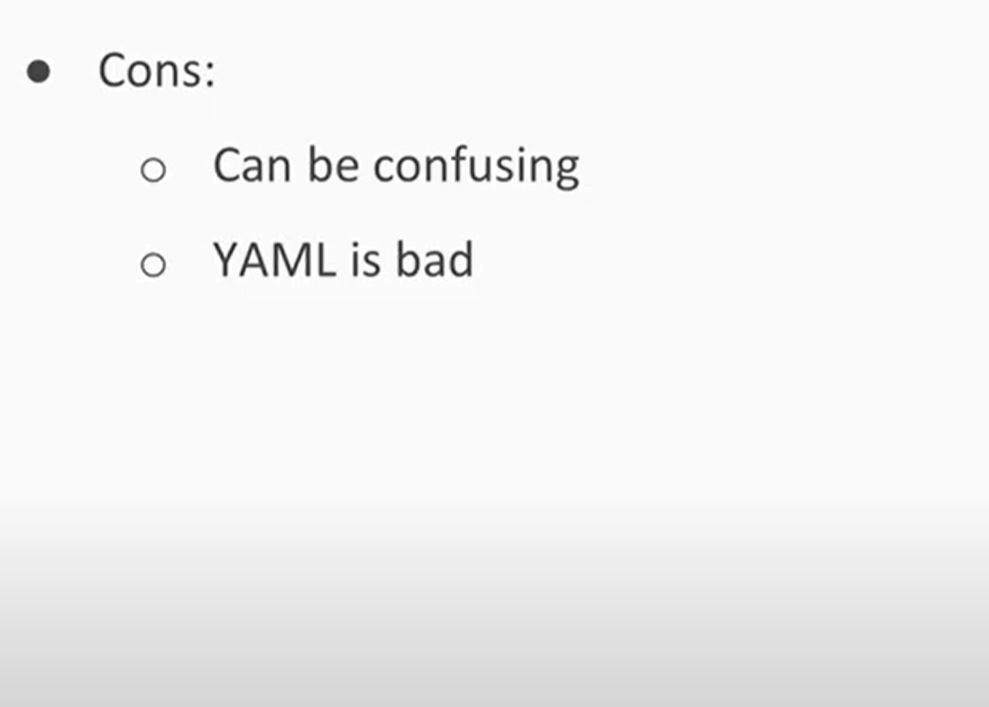 ● Cons:
○ Can be confusing
○ YAML is bad